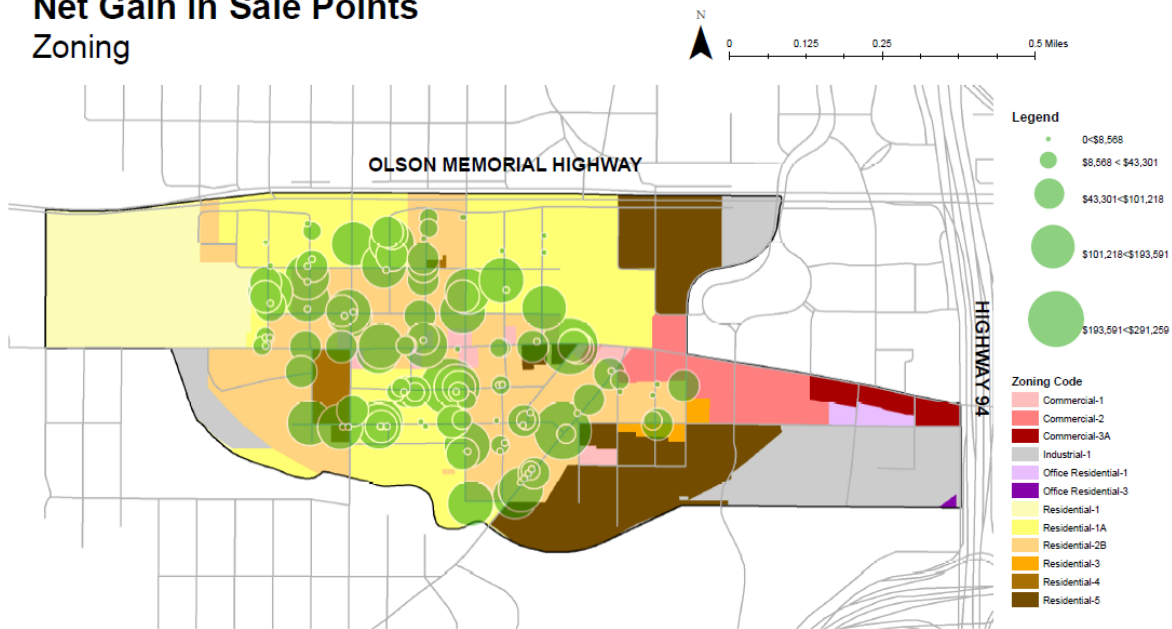 Net Gain in Sale Points
Zoning
N
0 0.125 0.25 0.5 Miles
OLSON MEMORIAL HIGHWAY
HIGHWAY 94
Legend
0<$8,568
$8,568 < $43,301
$43,301<$101,218
$101,218<$193,591
$193,591<$291,259
Zoning Code
Commercial-1
Commercial-2
Commercial-3A
Industrial-1
Office Residential-1
Office Residential-3
Residential-1
Residential-1A
Residential-2B
Residential-3
Residential-4
Residential-5